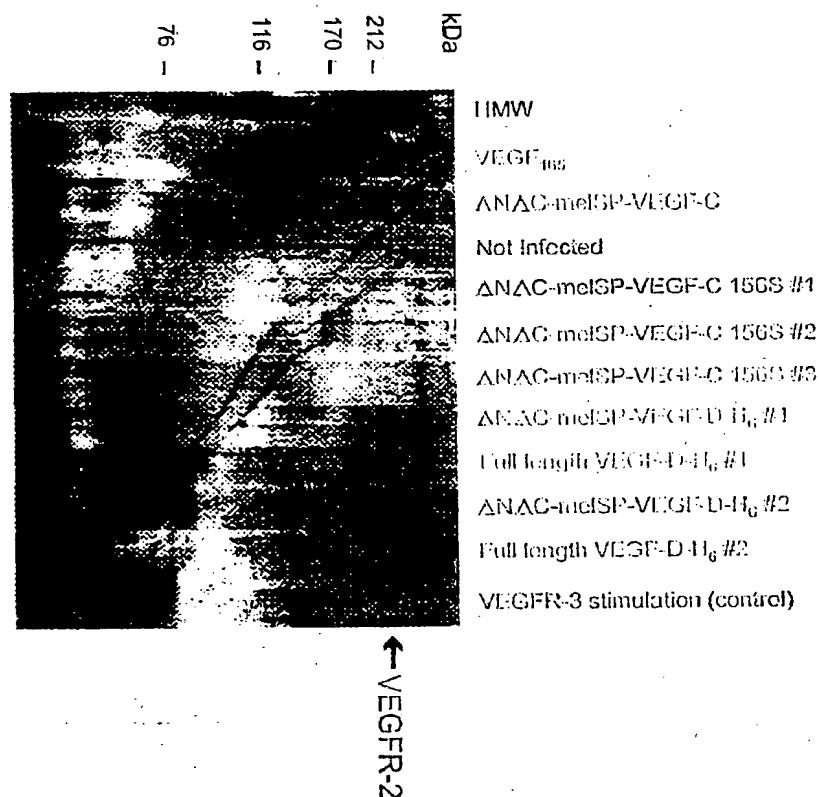 kDa
212 –
170 –
116 –
76 –
HMW
VEGF₁₆₅
ΔNΔC-melSP-VEGF-C
Not Infected
ΔNΔC-melSP-VEGF-C 156S #1
ΔNΔC-melSP-VEGF-C 156S #2
ΔNΔC-melSP-VEGF-C 156S #3
ΔNΔC-melSP-VEGF-D-H₆ #1
Full length VEGF-D-H₆ #1
ΔNΔC-melSP-VEGF-D-H₆ #2
Full length VEGF-D-H₆ #2
VEGFR-3 stimulation (control)
← VEGFR-2